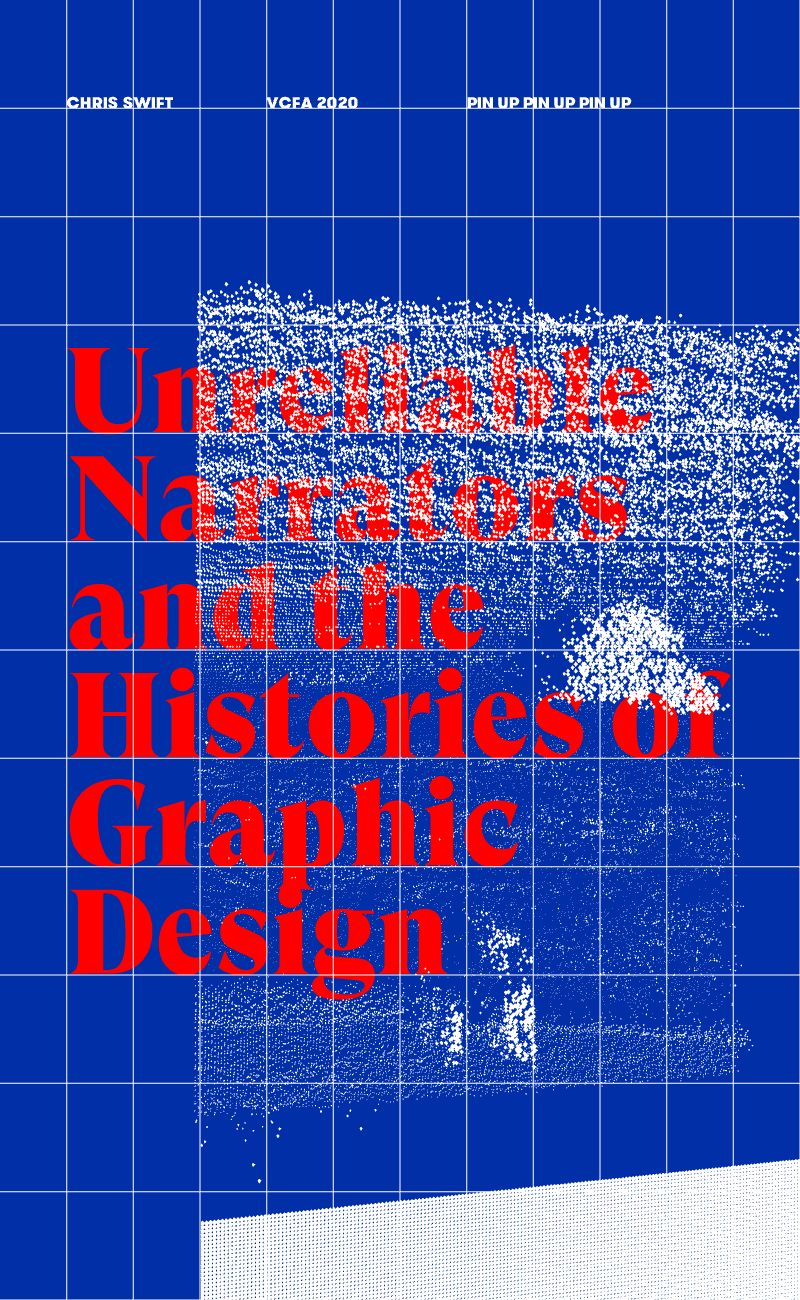 CHRIS SWIFT VCFA 2020 PIN UP PIN UP PIN UP
Unreliable
Narrators
and the
Histories of
Graphic
Design